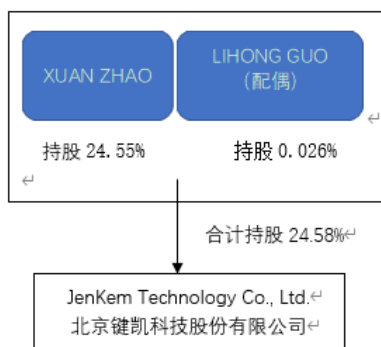 XUAN ZHAO
LIHONG GUO
（配偶）
持股 24.55%
持股 0.026%
合计持股 24.58%
JenKem Technology Co., Ltd.
北京键凯科技股份有限公司